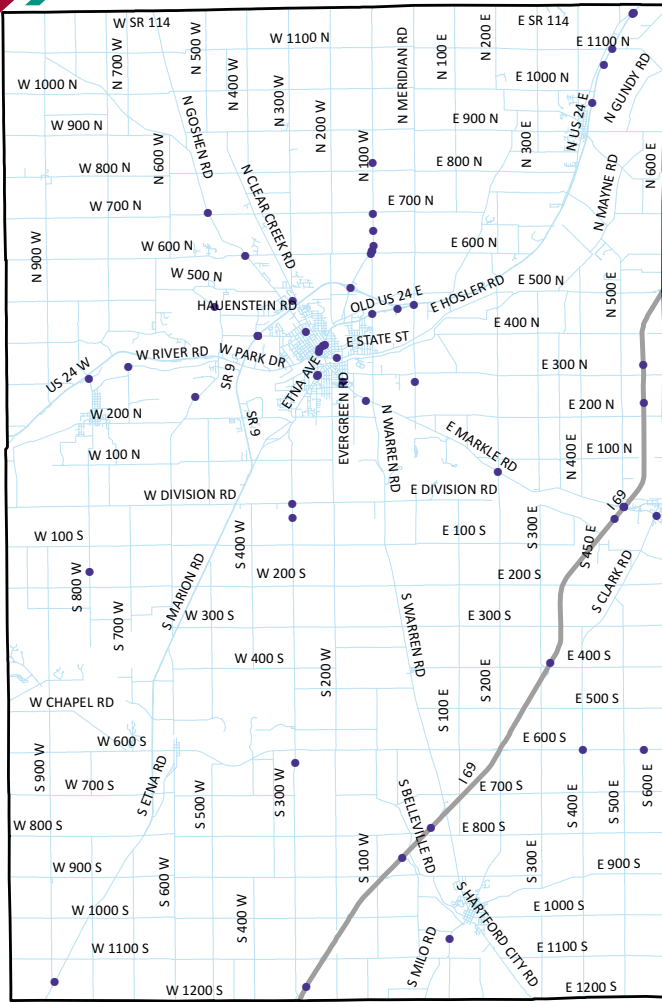 W SR 114
E SR 114
W 1100 N
E 1100 N
N 700 W
N 500 W
N 400 W
N 300 W
N MERIDIAN RD
N 100 E
N 200 E
E 1000 N
N GUNDY RD
W 1000 N
N GOSHEN RD
N 200 W
N US 24 E
W 900 N
E 900 N
N 600 W
N 100 W
N 300 E
N 600 E
W 800 N
E 800 N
N CLEAR CREEK RD
N MAYNE RD
W 700 N
E 700 N
N 900 W
W 600 N
E 600 N
W 500 N
E 500 N
N 500 E
HAUENSTEIN RD
OLD US 24 E
E HOSLER RD
E 400 N
E STATE ST
W RIVER RD
W PARK DR
US 24 W
SR 9
ETNA AVE
E 300 N
E 200 N
W 200 N
SR 9
EVERGREEN RD
N WARREN RD
E MARKLE RD
N 400 E
E 100 N
W 100 N
W DIVISION RD
E DIVISION RD
I 69
W 100 S
E 100 S
S 300 E
S 450 E
S 400 W
W 200 S
E 200 S
S CLARK RD
S 800 W
S MARION RD
S 700 W
W 300 S
E 300 S
S WARREN RD
W 400 S
E 400 S
S 200 W
S 200 E
W CHAPEL RD
S 100 E
E 500 S
W 600 S
E 600 S
S 900 W
S ETNA RD
I 69
W 700 S
E 700 S
S 500 W
S 300 W
S BELLEVILLE RD
S 400 E
S 500 E
S 600 E
W 800 S
E 800 S
S 100 W
S 300 E
W 900 S
E 900 S
S 600 W
S HARTFORD CITY RD
W 1000 S
E 1000 S
S 400 W
W 1100 S
E 1100 S
S MILO RD
W 1200 S
E 1200 S